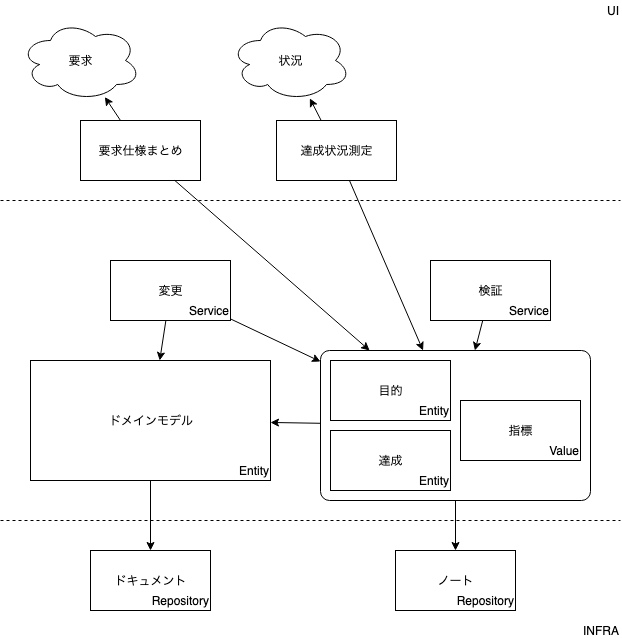 UI
要求
状況
要求仕様まとめ
達成状況測定
変更
Service
検証
Service
ドメインモデル
Entity
目的
Entity
指標
Value
達成
Entity
ドキュメント
Repository
ノート
Repository
INFRA